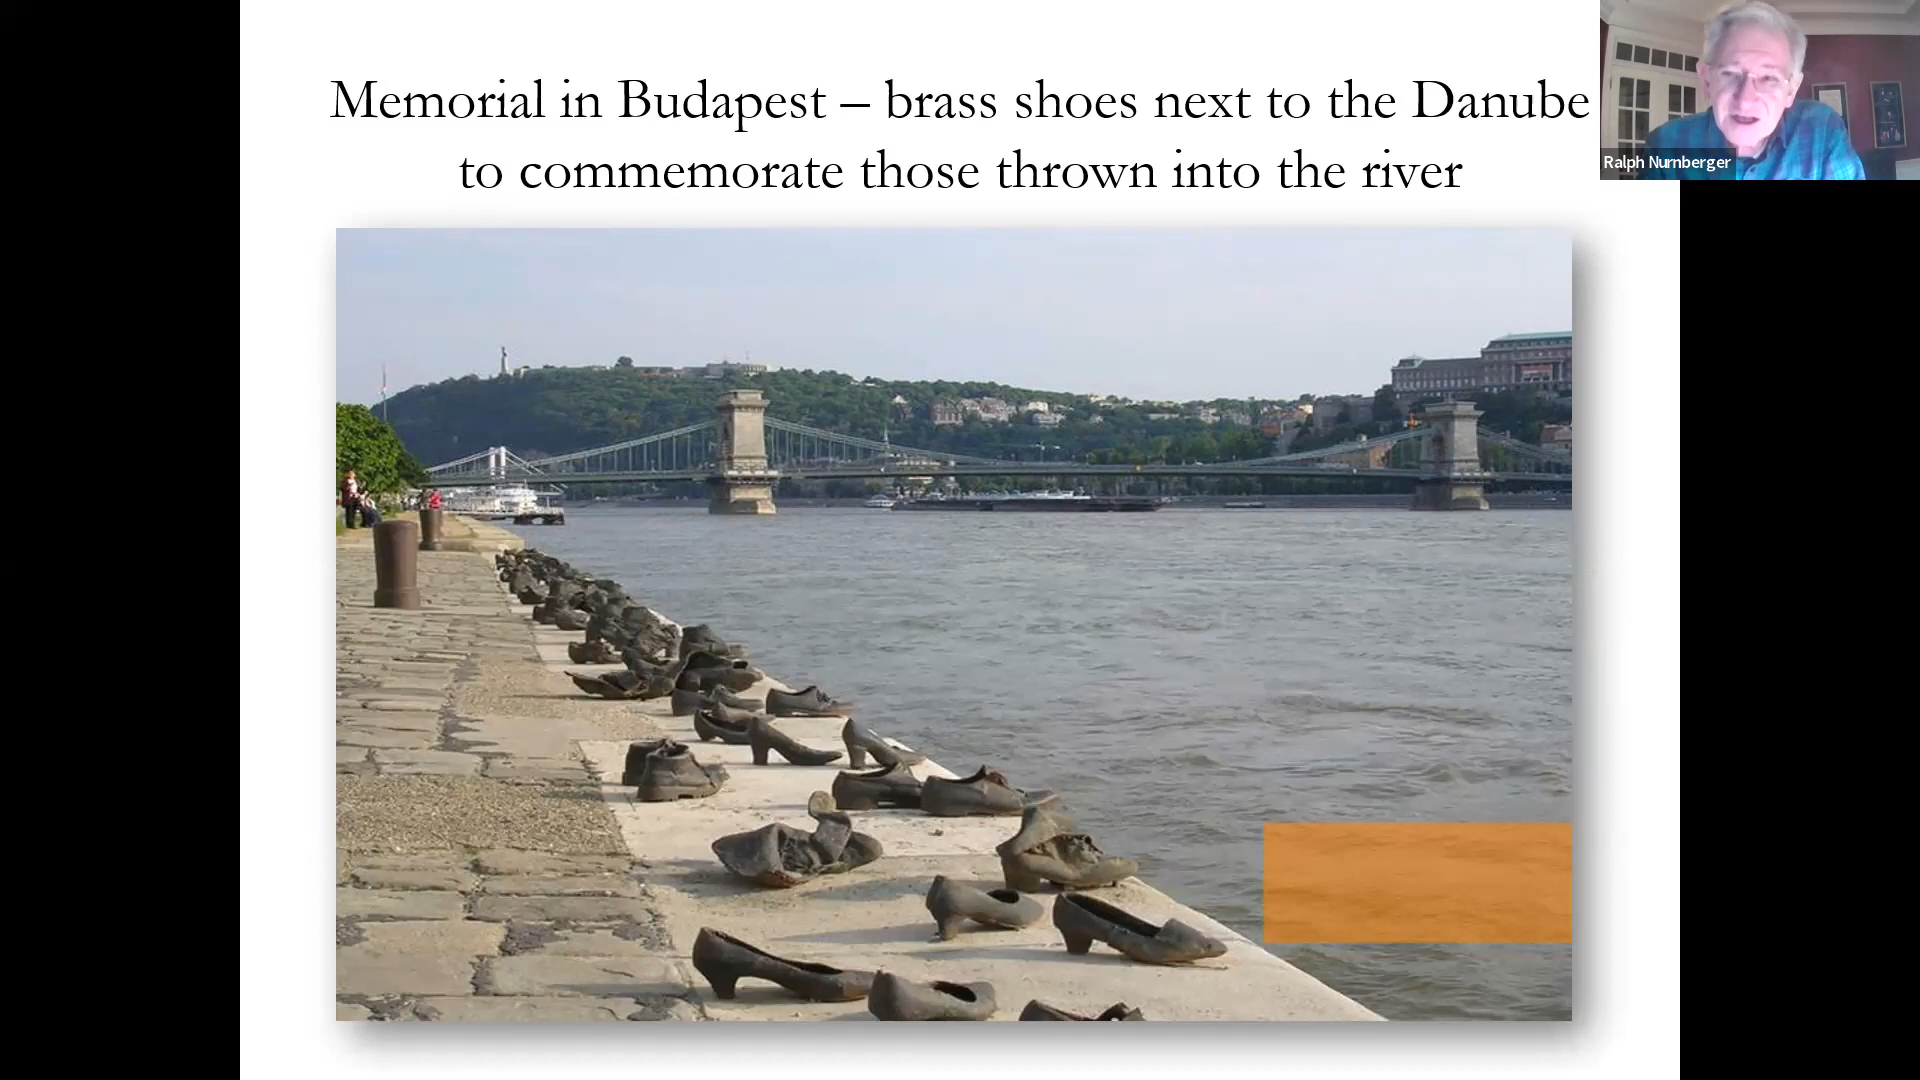 Memorial in Budapest – brass shoes next to the Danube
to commemorate those thrown into the river
Ralph Nurnberger